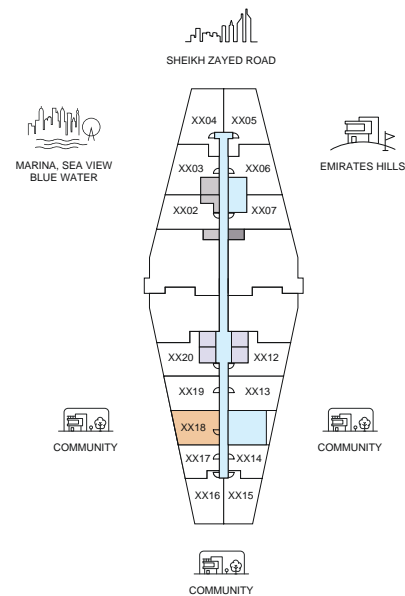 SHEIKH ZAYED ROAD
MARINA, SEA VIEW
BLUE WATER
EMIRATES HILLS
XX04 XX05
XX03 XX06
XX02 XX07
XX20 XX12
XX19 XX13
XX18
XX17 XX14
XX16 XX15
COMMUNITY
COMMUNITY
COMMUNITY